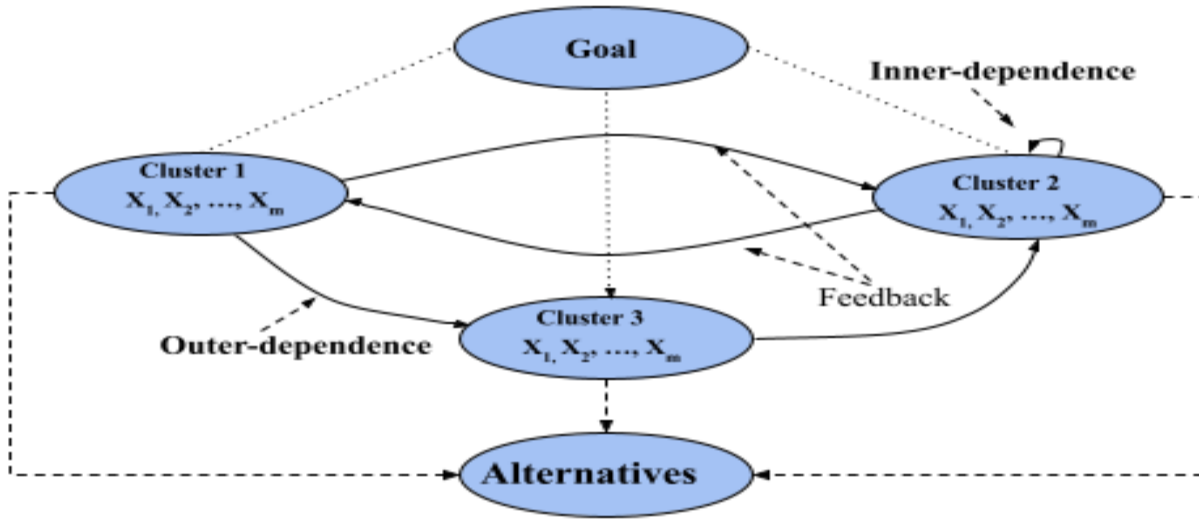 Goal
Inner-dependence
Cluster 1
X1, X2, …, Xm
Cluster 2
X1, X2, …, Xm
Feedback
Cluster 3
X1, X2, …, Xm
Outer-dependence
Alternatives